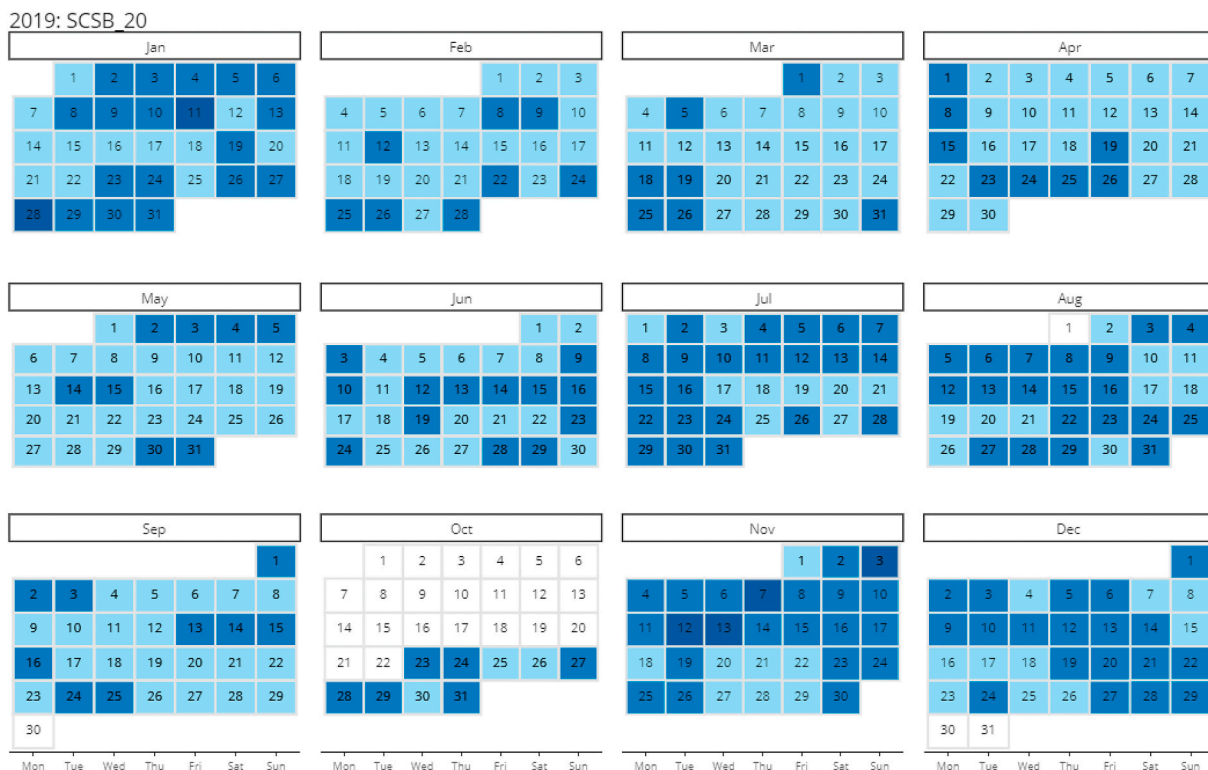 2019: SCSB_20
Jan Feb Mar Apr
1 2 3 4 5 6 1 2 3 1 2 3 1 2 3 4 5 6 7
7 8 9 10 11 12 13 4 5 6 7 8 9 10 4 5 6 7 8 9 10 8 9 10 11 12 13 14
14 15 16 17 18 19 20 11 12 13 14 15 16 17 11 12 13 14 15 16 17 15 16 17 18 19 20 21
21 22 23 24 25 26 27 18 19 20 21 22 23 24 18 19 20 21 22 23 24 22 23 24 25 26 27 28
28 29 30 31 25 26 27 28 25 26 27 28 29 30 31 29 30
May Jun Jul Aug
1 2 3 4 5 1 2 1 2 3 4 5 6 7 1 2 3 4
6 7 8 9 10 11 12 3 4 5 6 7 8 9 8 9 10 11 12 13 14 5 6 7 8 9 10 11
13 14 15 16 17 18 19 10 11 12 13 14 15 16 15 16 17 18 19 20 21 12 13 14 15 16 17 18
20 21 22 23 24 25 26 17 18 19 20 21 22 23 22 23 24 25 26 27 28 19 20 21 22 23 24 25
27 28 29 30 31 24 25 26 27 28 29 30 29 30 31 26 27 28 29 30 31
Sep Oct Nov Dec
1 1 2 3 4 5 6 1 2 3 1
2 3 4 5 6 7 8 7 8 9 10 11 12 13 4 5 6 7 8 9 10 2 3 4 5 6 7 8
9 10 11 12 13 14 15 14 15 16 17 18 19 20 11 12 13 14 15 16 17 9 10 11 12 13 14 15
16 17 18 19 20 21 22 21 22 23 24 25 26 27 18 19 20 21 22 23 24 16 17 18 19 20 21 22
23 24 25 26 27 28 29 28 29 30 31 25 26 27 28 29 30 23 24 25 26 27 28 29
30 30 31
Mon Tue Wed Thu Fri Sat Sun Mon Tue Wed Thu Fri Sat Sun Mon Tue Wed Thu Fri Sat Sun Mon Tue Wed Thu Fri Sat Sun